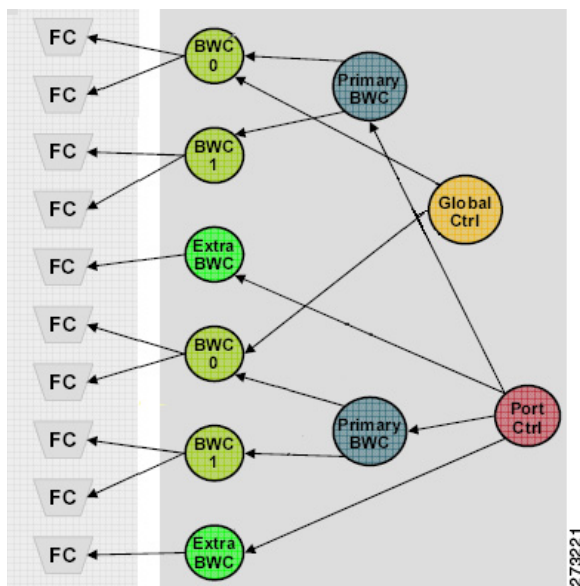 FC
FC
FC
FC
FC
FC
FC
FC
FC
FC
BWC
0
BWC
1
Extra
BWC
BWC
0
BWC
1
Extra
BWC
Primary
BWC
Primary
BWC
Global
Ctrl
Port
Ctrl
273221